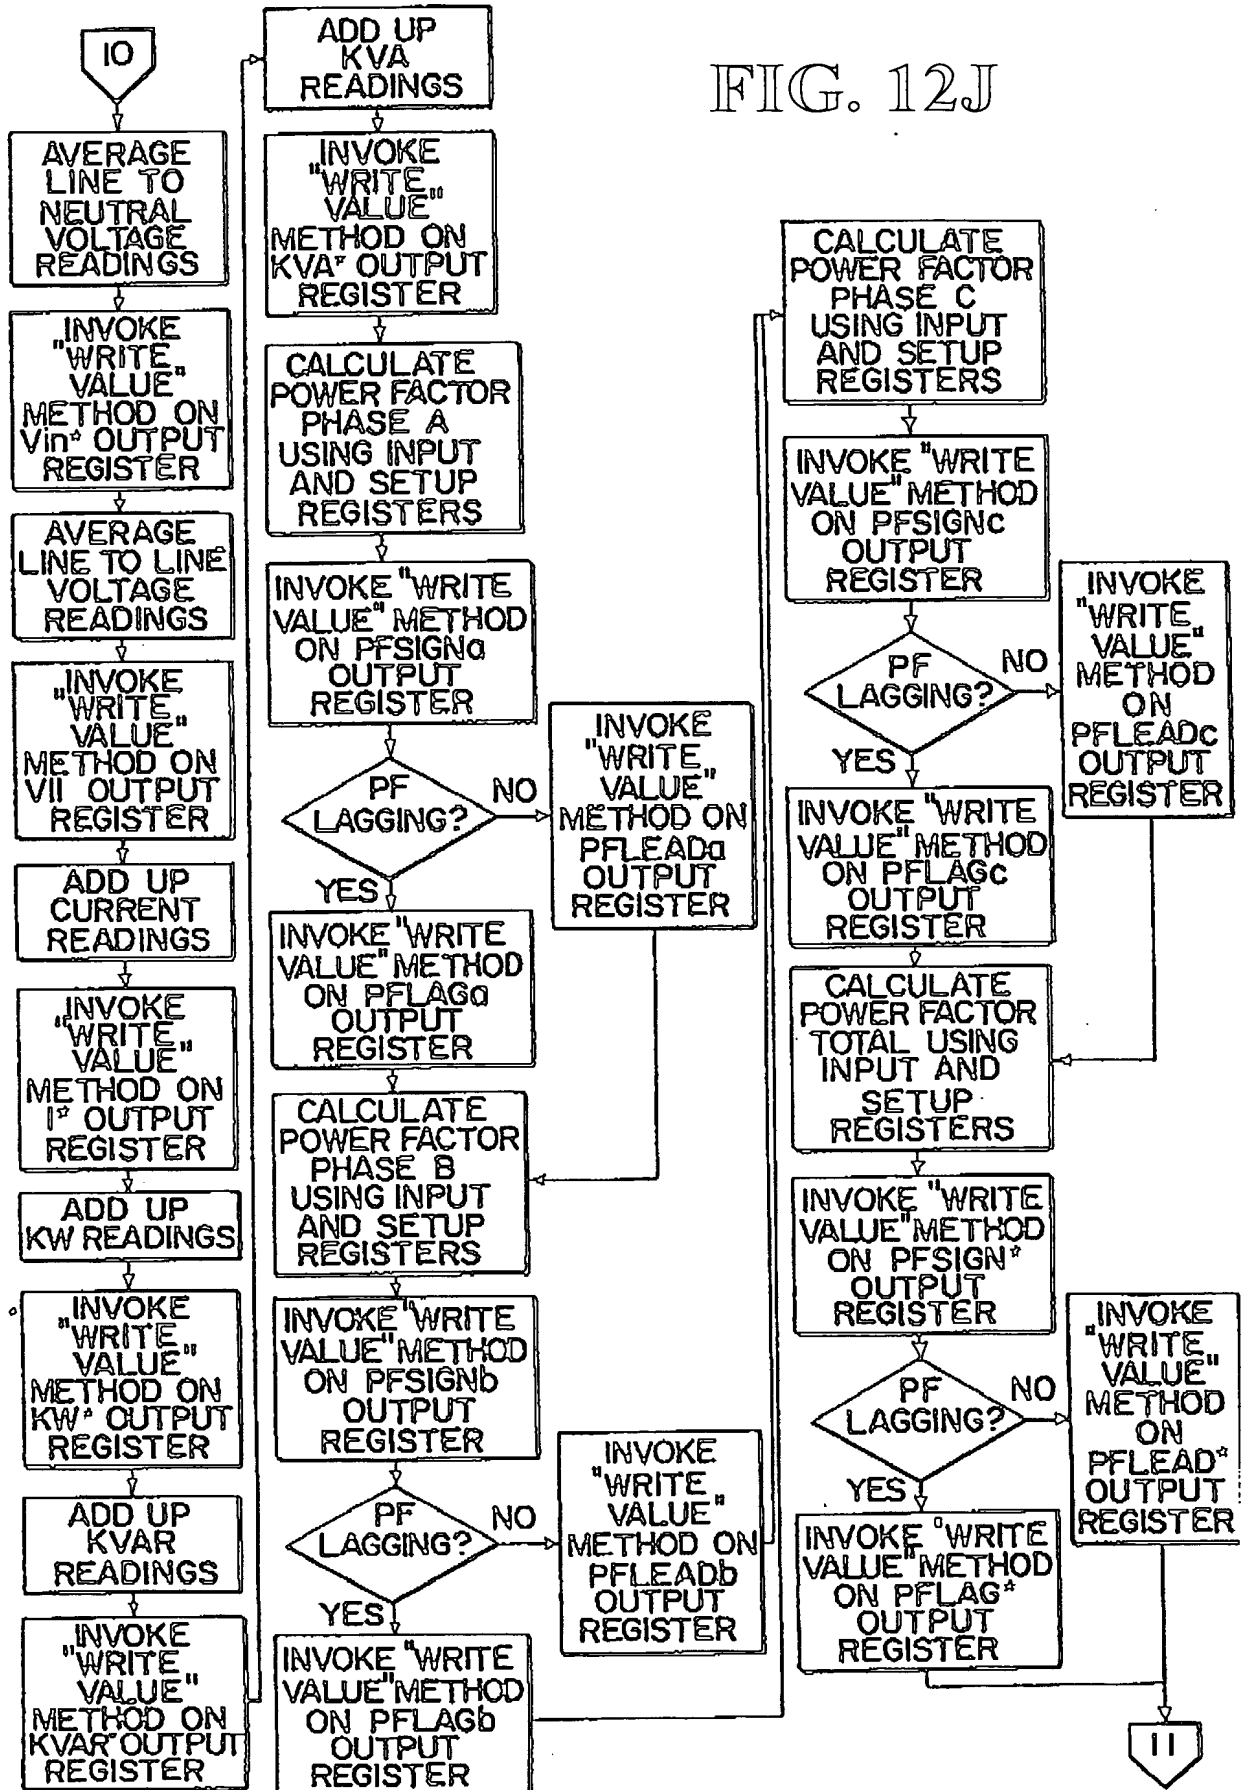 FIG. 12J
10
AVERAGE
LINE TO
NEUTRAL
VOLTAGE
READINGS
INVOKE
"WRITE
VALUE"
METHOD ON
Vin* OUTPUT
REGISTER
AVERAGE
LINE TO LINE
VOLTAGE
READINGS
INVOKE
"WRITE
VALUE"
METHOD ON
Vll OUTPUT
REGISTER
ADD UP
CURRENT
READINGS
INVOKE
"WRITE
VALUE"
METHOD ON
I* OUTPUT
REGISTER
ADD UP
KW READINGS
INVOKE
"WRITE
VALUE"
METHOD ON
KW* OUTPUT
REGISTER
ADD UP
KVAR
READINGS
INVOKE
"WRITE
VALUE"
METHOD ON
KVAR* OUTPUT
REGISTER
ADD UP
KVA
READINGS
INVOKE
"WRITE
VALUE"
METHOD ON
KVA* OUTPUT
REGISTER
CALCULATE
POWER FACTOR
PHASE A
USING INPUT
AND SETUP
REGISTERS
INVOKE "WRITE
VALUE" METHOD
ON PFSIGNa
OUTPUT
REGISTER
PF
LAGGING?
NO
YES
INVOKE
"WRITE
VALUE"
METHOD ON
PFLEADa
OUTPUT
REGISTER
INVOKE "WRITE
VALUE" METHOD
ON PFLAGa
OUTPUT
REGISTER
CALCULATE
POWER FACTOR
PHASE B
USING INPUT
AND SETUP
REGISTERS
INVOKE "WRITE
VALUE" METHOD
ON PFSIGNb
OUTPUT
REGISTER
PF
LAGGING?
NO
YES
INVOKE
"WRITE
VALUE"
METHOD ON
PFLEADb
OUTPUT
REGISTER
INVOKE "WRITE
VALUE" METHOD
ON PFLAGb
OUTPUT
REGISTER
CALCULATE
POWER FACTOR
PHASE C
USING INPUT
AND SETUP
REGISTERS
INVOKE "WRITE
VALUE" METHOD
ON PFSIGNc
OUTPUT
REGISTER
PF
LAGGING?
NO
YES
INVOKE
"WRITE
VALUE"
METHOD
ON
PFLEADc
OUTPUT
REGISTER
INVOKE "WRITE
VALUE" METHOD
ON PFLAGc
OUTPUT
REGISTER
CALCULATE
POWER FACTOR
TOTAL USING
INPUT AND
SETUP
REGISTERS
INVOKE "WRITE
VALUE" METHOD
ON PFSIGN*
OUTPUT
REGISTER
PF
LAGGING?
NO
YES
INVOKE
"WRITE
VALUE"
METHOD
ON
PFLEAD*
OUTPUT
REGISTER
INVOKE "WRITE
VALUE" METHOD
ON PFLAG*
OUTPUT
REGISTER
11